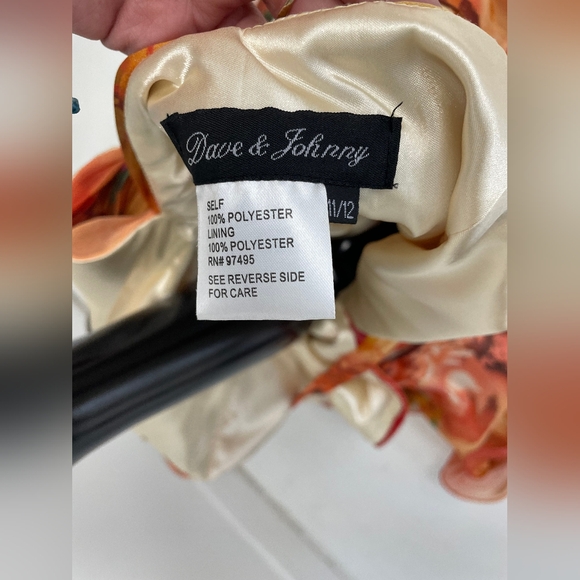 Dave & Johnny
11/12
SELF
100% POLYESTER
LINING
100% POLYESTER
RN# 97495
SEE REVERSE SIDE
FOR CARE